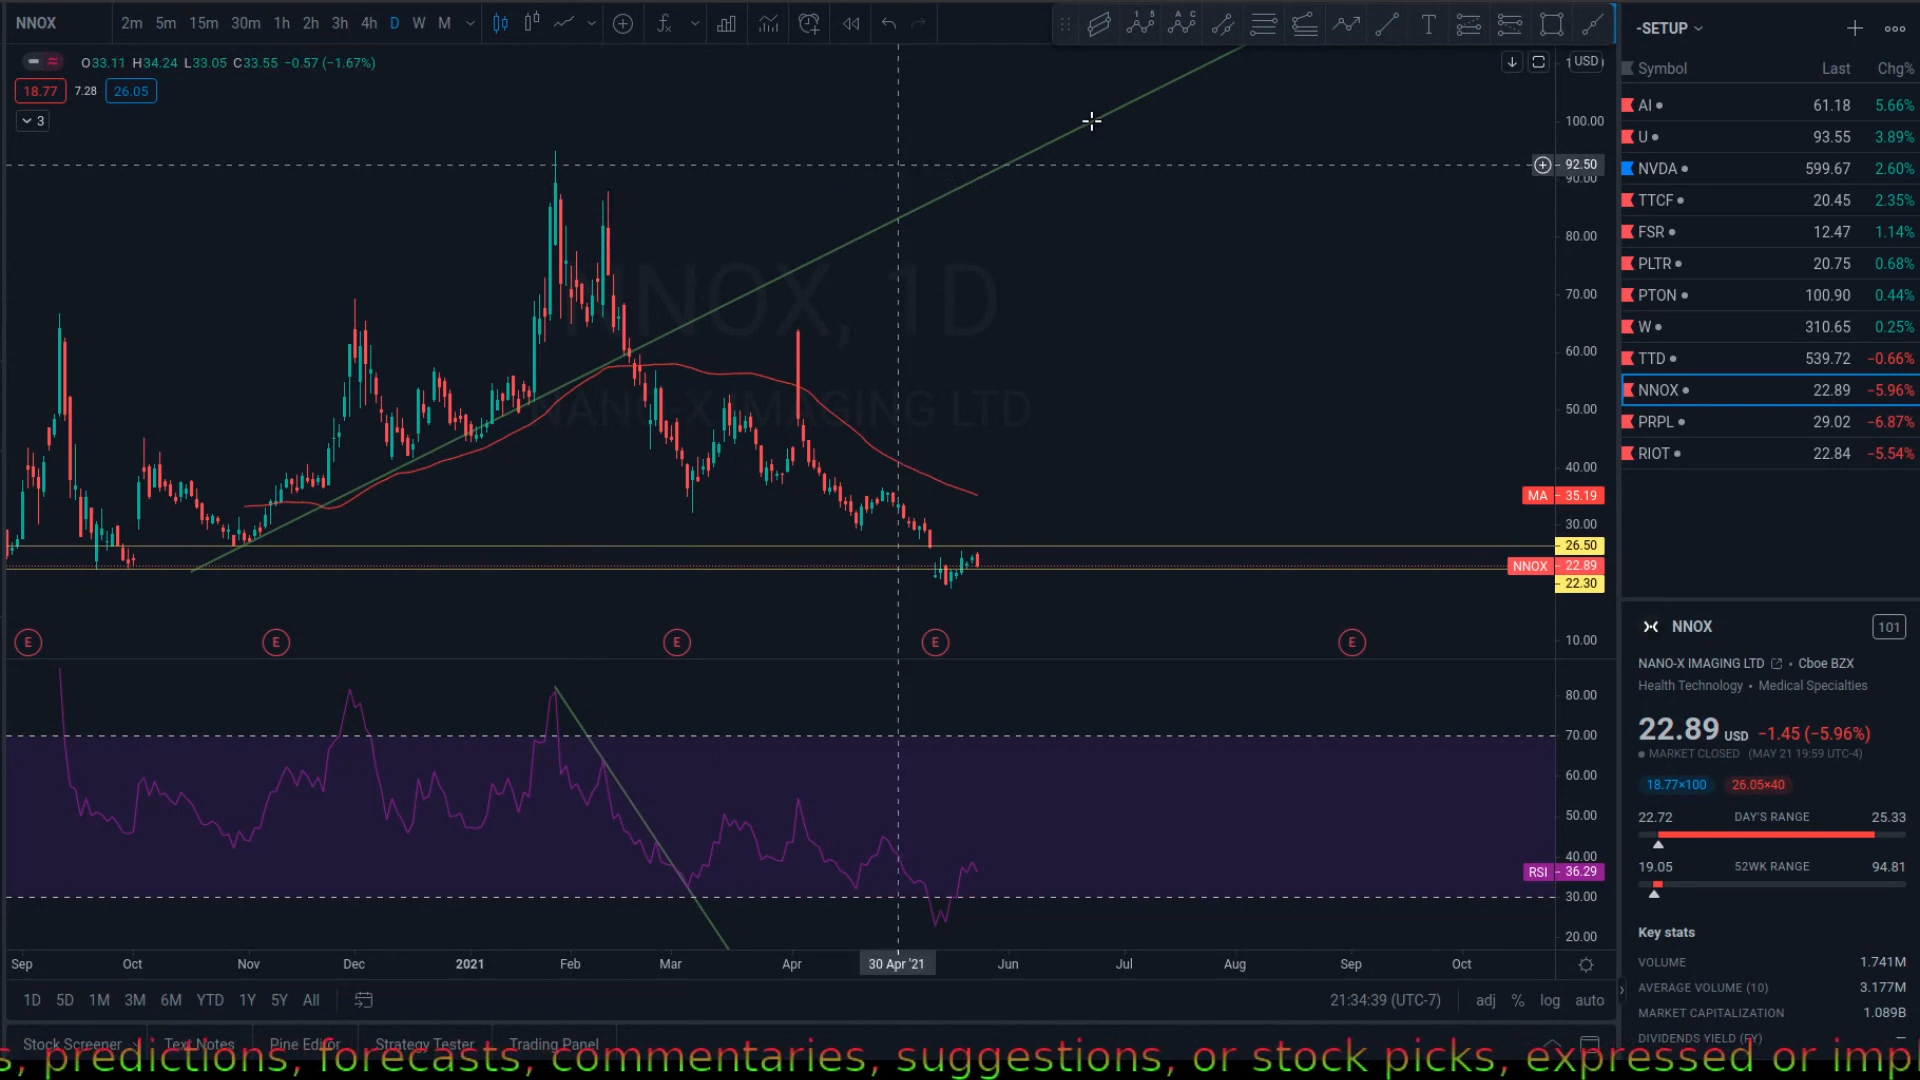 NNOX 2m 5m 15m 30m 1h 2h 3h 4h D W M
O33.11 H34.24 L33.05 C33.55 −0.57 (−1.67%)
18.77 7.28 26.05
3
NNOX, 1D
NANO-X IMAGING LTD
USD
100.00
92.50
90.00
80.00
70.00
60.00
50.00
40.00
MA 35.19
30.00
26.50
NNOX 22.89
22.30
10.00
E E E E E
80.00
70.00
60.00
50.00
40.00
RSI 36.29
30.00
20.00
Sep Oct Nov Dec 2021 Feb Mar Apr 30 Apr '21 Jun Jul Aug Sep Oct
1D 5D 1M 3M 6M YTD 1Y 5Y All 21:34:39 (UTC-7) adj % log auto
Stock Screener Text Notes Pine Editor Strategy Tester Trading Panel
-SETUP
Symbol Last Chg%
AI 61.18 5.66%
U 93.55 3.89%
NVDA 599.67 2.60%
TTCF 20.45 2.35%
FSR 12.47 1.14%
PLTR 20.75 0.68%
PTON 100.90 0.44%
W 310.65 0.25%
TTD 539.72 −0.66%
NNOX 22.89 −5.96%
PRPL 29.02 −6.87%
RIOT 22.84 −5.54%
NNOX 101
NANO-X IMAGING LTD • Cboe BZX
Health Technology • Medical Specialties
22.89 USD −1.45 (−5.96%)
MARKET CLOSED (MAY 21 19:59 UTC-4)
18.77×100 26.05×40
22.72 DAY'S RANGE 25.33
19.05 52WK RANGE 94.81
Key stats
VOLUME 1.741M
AVERAGE VOLUME (10) 3.177M
MARKET CAPITALIZATION 1.089B
DIVIDENDS YIELD (FY) —
s, predictions, forecasts, commentaries, suggestions, or stock picks, expressed or impl